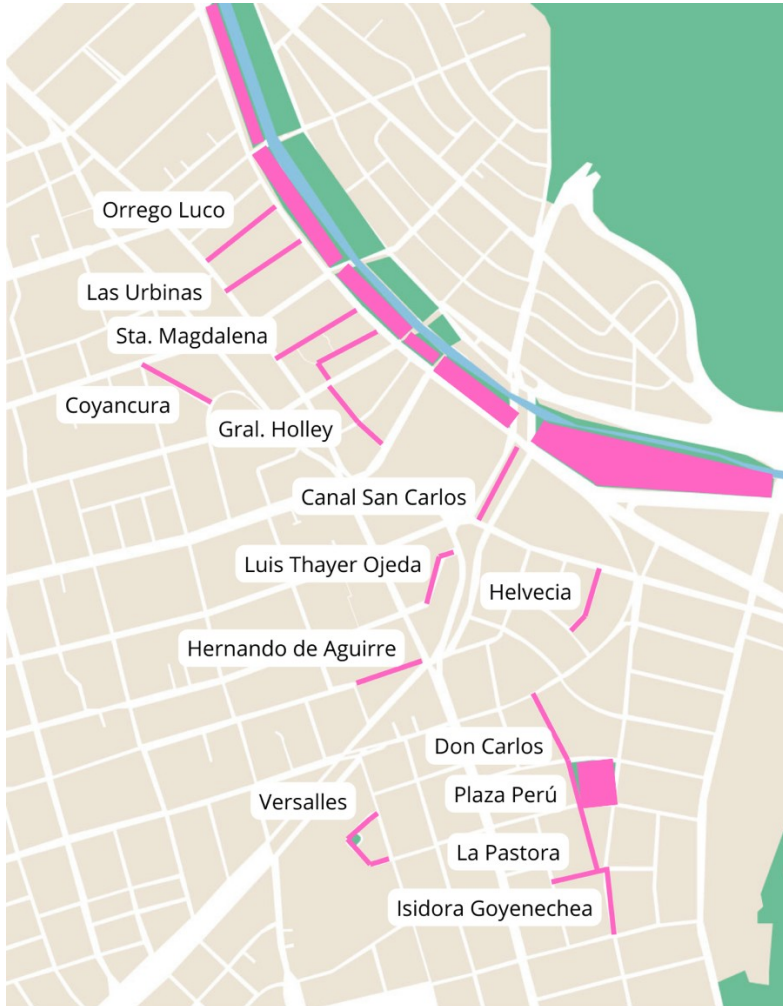 Orrego Luco
Las Urbinas
Sta. Magdalena
Coyancura
Gral. Holley
Canal San Carlos
Luis Thayer Ojeda
Helvecia
Hernando de Aguirre
Don Carlos
Plaza Perú
Versalles
La Pastora
Isidora Goyenechea